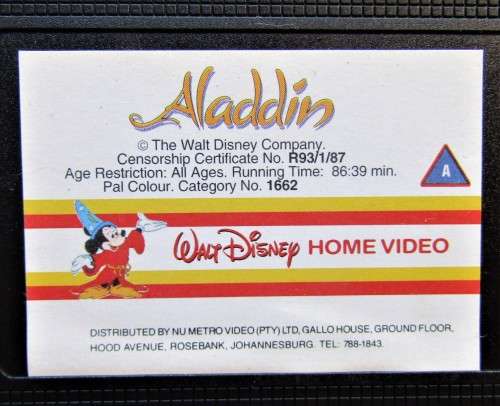 Aladdin
© The Walt Disney Company.
Censorship Certificate No. R93/1/87
Age Restriction: All Ages. Running Time: 86:39 min.
Pal Colour. Category No. 1662
A
WALT DISNEY HOME VIDEO
DISTRIBUTED BY NU METRO VIDEO (PTY) LTD, GALLO HOUSE, GROUND FLOOR,
HOOD AVENUE, ROSEBANK, JOHANNESBURG. TEL: 788-1843.